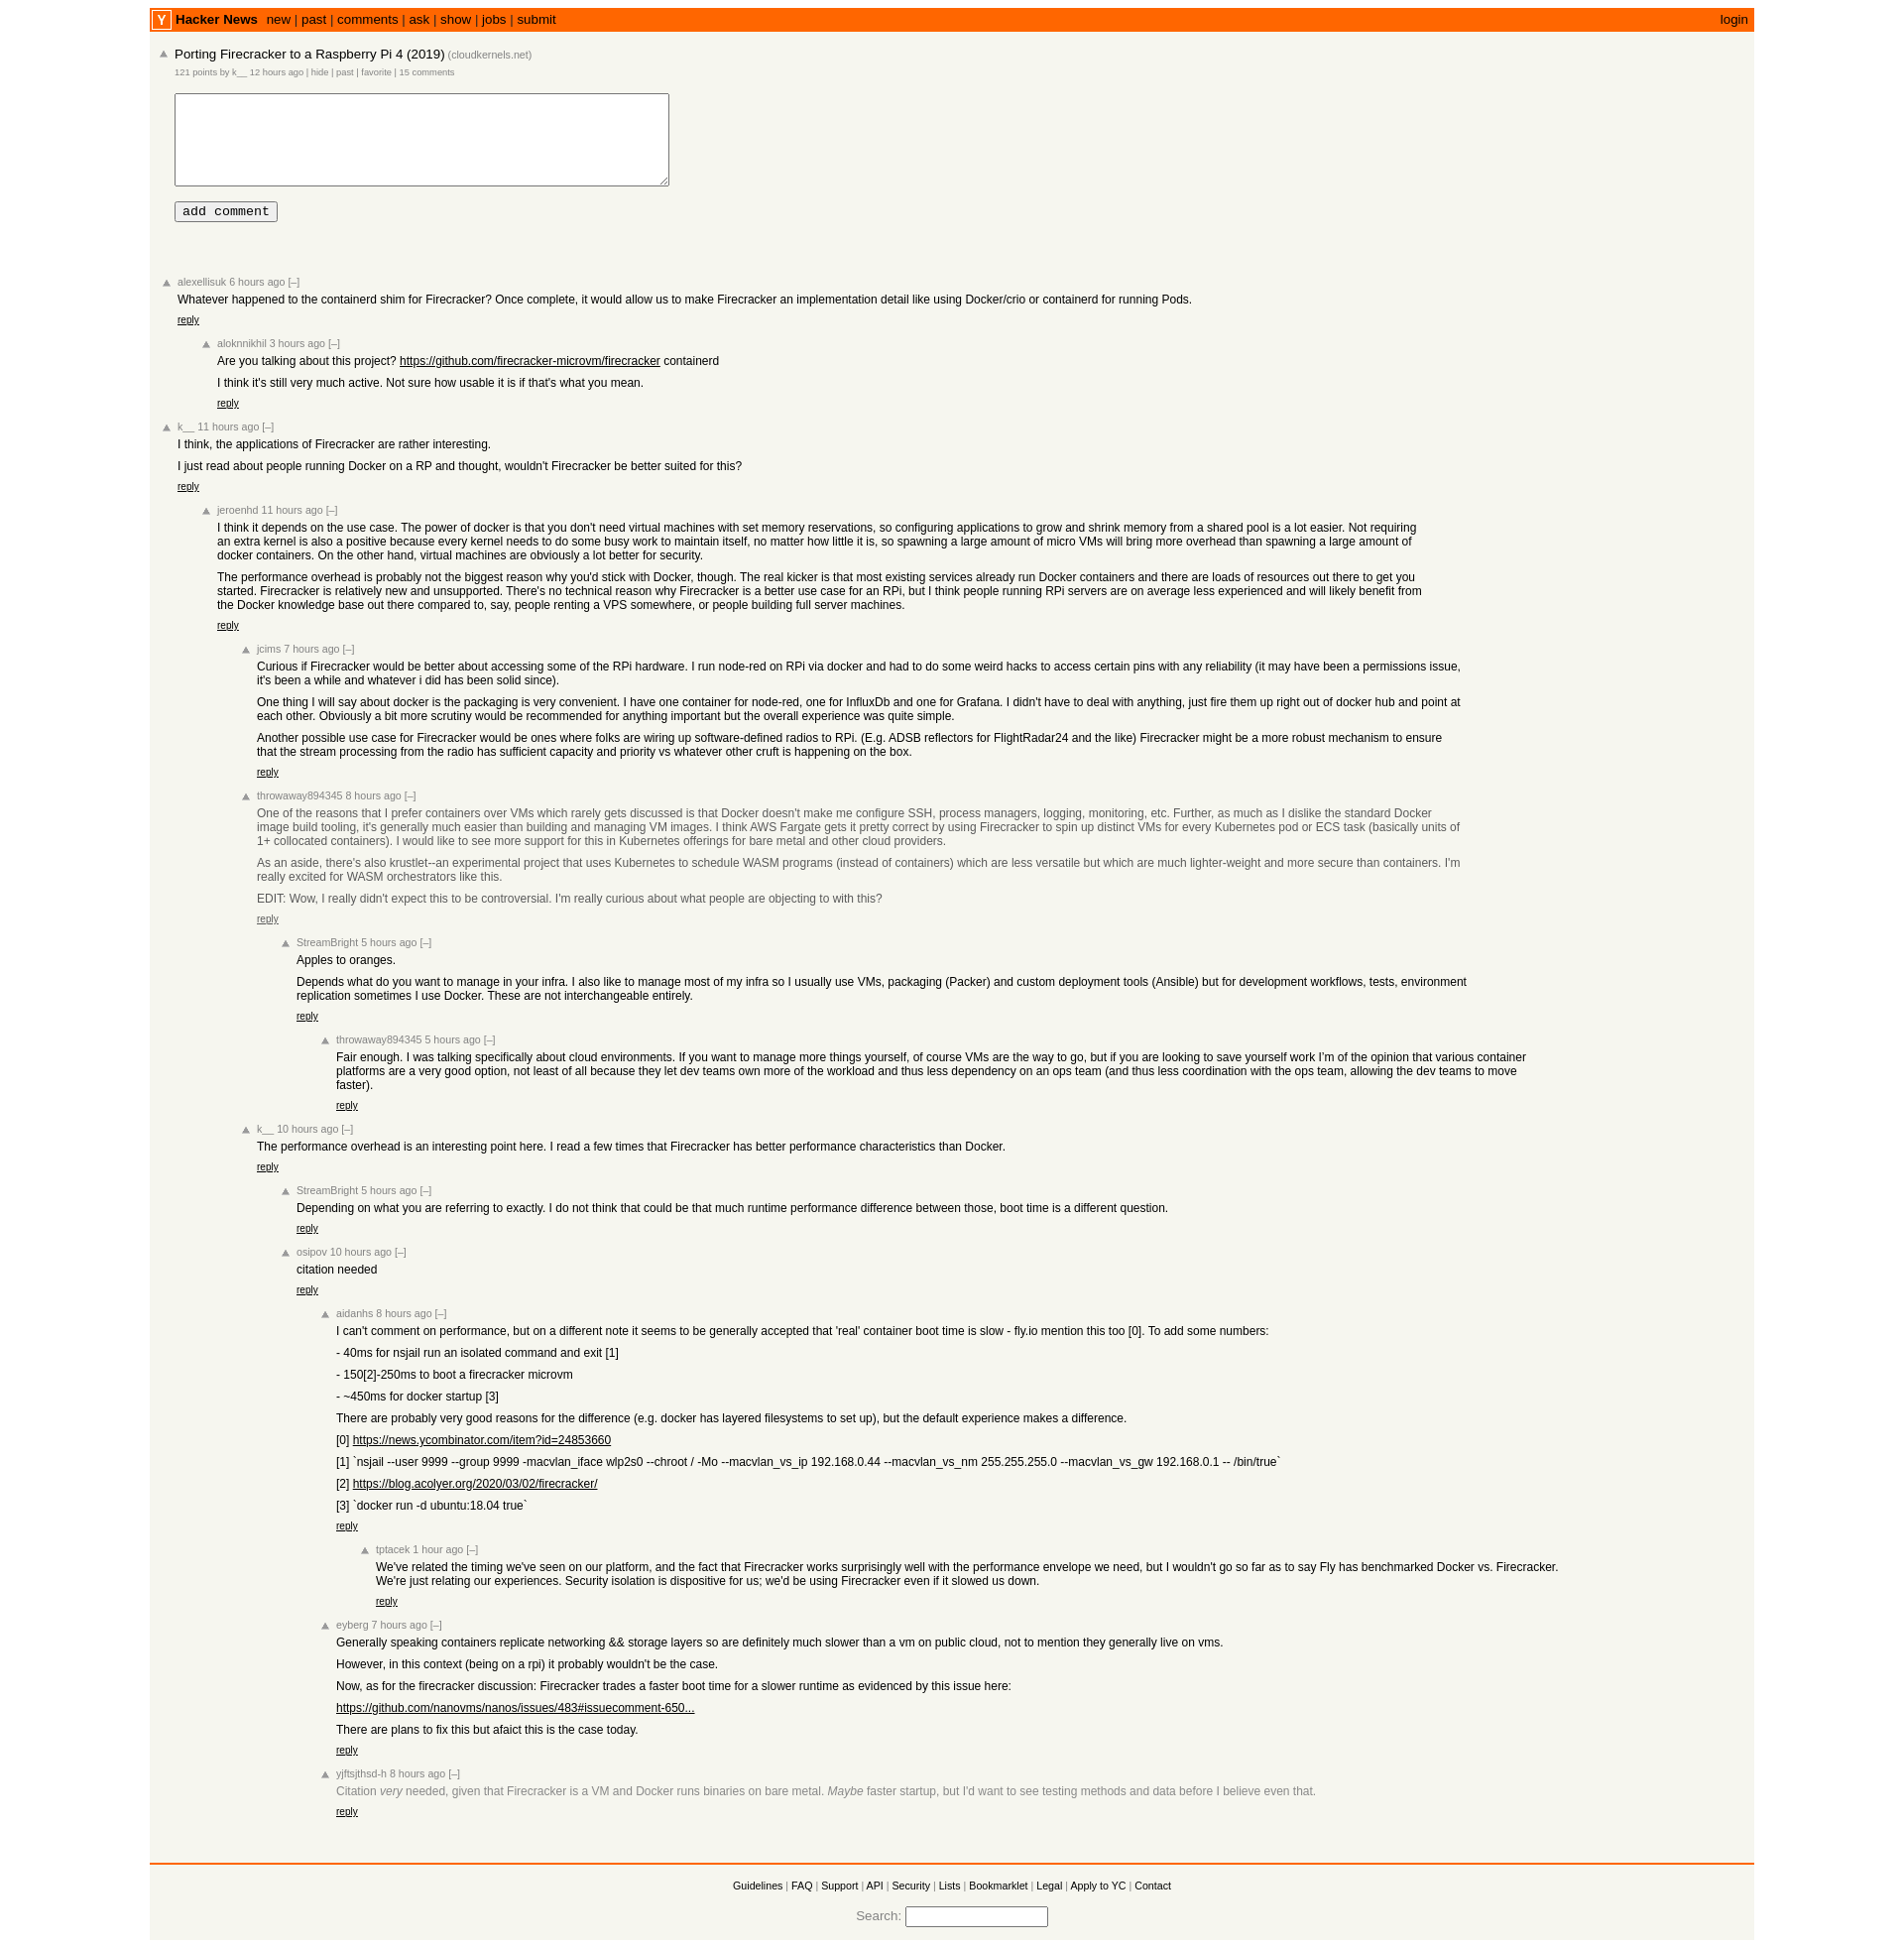 Y Hacker News new | past | comments | ask | show | jobs | submit login
Porting Firecracker to a Raspberry Pi 4 (2019) (cloudkernels.net)
121 points by k__ 12 hours ago | hide | past | favorite | 15 comments
add comment
alexellisuk 6 hours ago [–]
Whatever happened to the containerd shim for Firecracker? Once complete, it would allow us to make Firecracker an implementation detail like using Docker/crio or containerd for running Pods.
reply
aloknnikhil 3 hours ago [–]
Are you talking about this project? https://github.com/firecracker-microvm/firecracker containerd
I think it's still very much active. Not sure how usable it is if that's what you mean.
reply
k__ 11 hours ago [–]
I think, the applications of Firecracker are rather interesting.
I just read about people running Docker on a RP and thought, wouldn't Firecracker be better suited for this?
reply
jeroenhd 11 hours ago [–]
I think it depends on the use case. The power of docker is that you don't need virtual machines with set memory reservations, so configuring applications to grow and shrink memory from a shared pool is a lot easier. Not requiring
an extra kernel is also a positive because every kernel needs to do some busy work to maintain itself, no matter how little it is, so spawning a large amount of micro VMs will bring more overhead than spawning a large amount of
docker containers. On the other hand, virtual machines are obviously a lot better for security.
The performance overhead is probably not the biggest reason why you'd stick with Docker, though. The real kicker is that most existing services already run Docker containers and there are loads of resources out there to get you
started. Firecracker is relatively new and unsupported. There's no technical reason why Firecracker is a better use case for an RPi, but I think people running RPi servers are on average less experienced and will likely benefit from
the Docker knowledge base out there compared to, say, people renting a VPS somewhere, or people building full server machines.
reply
jcims 7 hours ago [–]
Curious if Firecracker would be better about accessing some of the RPi hardware. I run node-red on RPi via docker and had to do some weird hacks to access certain pins with any reliability (it may have been a permissions issue,
it's been a while and whatever i did has been solid since).
One thing I will say about docker is the packaging is very convenient. I have one container for node-red, one for InfluxDb and one for Grafana. I didn't have to deal with anything, just fire them up right out of docker hub and point at
each other. Obviously a bit more scrutiny would be recommended for anything important but the overall experience was quite simple.
Another possible use case for Firecracker would be ones where folks are wiring up software-defined radios to RPi. (E.g. ADSB reflectors for FlightRadar24 and the like) Firecracker might be a more robust mechanism to ensure
that the stream processing from the radio has sufficient capacity and priority vs whatever other cruft is happening on the box.
reply
throwaway894345 8 hours ago [–]
One of the reasons that I prefer containers over VMs which rarely gets discussed is that Docker doesn't make me configure SSH, process managers, logging, monitoring, etc. Further, as much as I dislike the standard Docker
image build tooling, it's generally much easier than building and managing VM images. I think AWS Fargate gets it pretty correct by using Firecracker to spin up distinct VMs for every Kubernetes pod or ECS task (basically units of
1+ collocated containers). I would like to see more support for this in Kubernetes offerings for bare metal and other cloud providers.
As an aside, there's also krustlet--an experimental project that uses Kubernetes to schedule WASM programs (instead of containers) which are less versatile but which are much lighter-weight and more secure than containers. I'm
really excited for WASM orchestrators like this.
EDIT: Wow, I really didn't expect this to be controversial. I'm really curious about what people are objecting to with this?
reply
StreamBright 5 hours ago [–]
Apples to oranges.
Depends what do you want to manage in your infra. I also like to manage most of my infra so I usually use VMs, packaging (Packer) and custom deployment tools (Ansible) but for development workflows, tests, environment
replication sometimes I use Docker. These are not interchangeable entirely.
reply
throwaway894345 5 hours ago [–]
Fair enough. I was talking specifically about cloud environments. If you want to manage more things yourself, of course VMs are the way to go, but if you are looking to save yourself work I'm of the opinion that various container
platforms are a very good option, not least of all because they let dev teams own more of the workload and thus less dependency on an ops team (and thus less coordination with the ops team, allowing the dev teams to move
faster).
reply
k__ 10 hours ago [–]
The performance overhead is an interesting point here. I read a few times that Firecracker has better performance characteristics than Docker.
reply
StreamBright 5 hours ago [–]
Depending on what you are referring to exactly. I do not think that could be that much runtime performance difference between those, boot time is a different question.
reply
osipov 10 hours ago [–]
citation needed
reply
aidanhs 8 hours ago [–]
I can't comment on performance, but on a different note it seems to be generally accepted that 'real' container boot time is slow - fly.io mention this too [0]. To add some numbers:
- 40ms for nsjail run an isolated command and exit [1]
- 150[2]-250ms to boot a firecracker microvm
- ~450ms for docker startup [3]
There are probably very good reasons for the difference (e.g. docker has layered filesystems to set up), but the default experience makes a difference.
[0] https://news.ycombinator.com/item?id=24853660
[1] `nsjail --user 9999 --group 9999 -macvlan_iface wlp2s0 --chroot / -Mo --macvlan_vs_ip 192.168.0.44 --macvlan_vs_nm 255.255.255.0 --macvlan_vs_gw 192.168.0.1 -- /bin/true`
[2] https://blog.acolyer.org/2020/03/02/firecracker/
[3] `docker run -d ubuntu:18.04 true`
reply
tptacek 1 hour ago [–]
We've related the timing we've seen on our platform, and the fact that Firecracker works surprisingly well with the performance envelope we need, but I wouldn't go so far as to say Fly has benchmarked Docker vs. Firecracker.
We're just relating our experiences. Security isolation is dispositive for us; we'd be using Firecracker even if it slowed us down.
reply
eyberg 7 hours ago [–]
Generally speaking containers replicate networking && storage layers so are definitely much slower than a vm on public cloud, not to mention they generally live on vms.
However, in this context (being on a rpi) it probably wouldn't be the case.
Now, as for the firecracker discussion: Firecracker trades a faster boot time for a slower runtime as evidenced by this issue here:
https://github.com/nanovms/nanos/issues/483#issuecomment-650...
There are plans to fix this but afaict this is the case today.
reply
yjftsjthsd-h 8 hours ago [–]
Citation very needed, given that Firecracker is a VM and Docker runs binaries on bare metal. Maybe faster startup, but I'd want to see testing methods and data before I believe even that.
reply
Guidelines | FAQ | Support | API | Security | Lists | Bookmarklet | Legal | Apply to YC | Contact
Search: